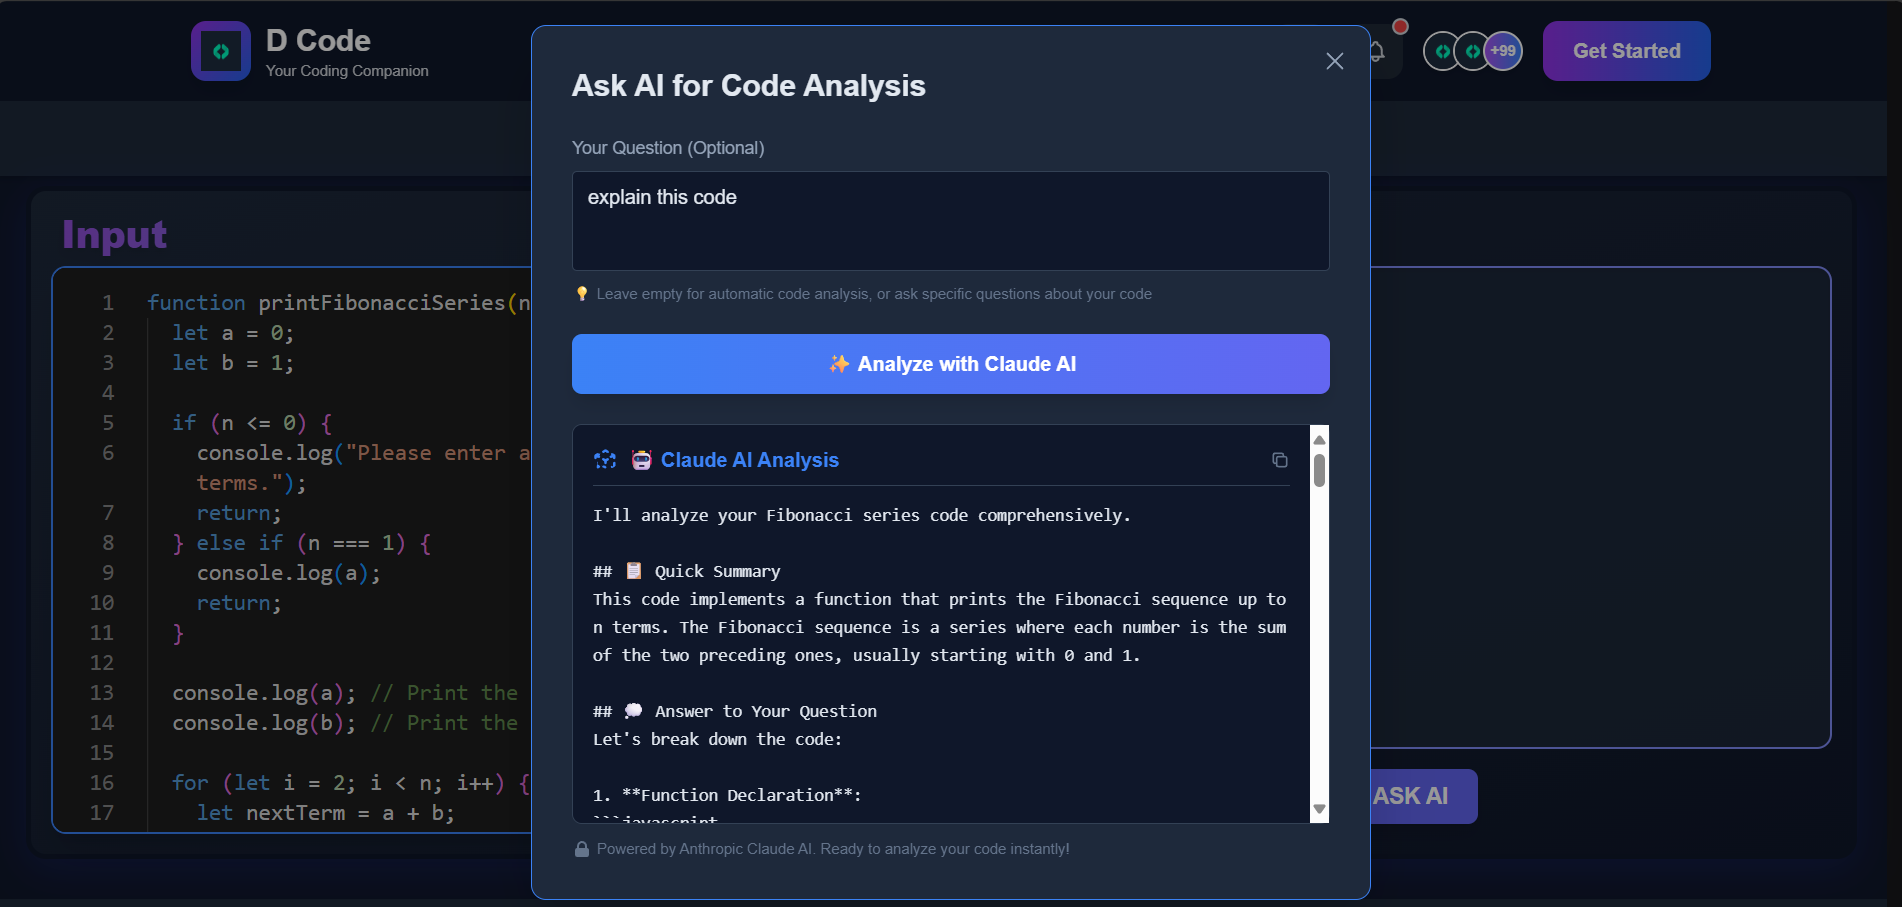 D Code
Your Coding Companion
+99
Get Started
Ask AI for Code Analysis
Your Question (Optional)
explain this code
💡 Leave empty for automatic code analysis, or ask specific questions about your code
✨ Analyze with Claude AI
🤖 Claude AI Analysis
I'll analyze your Fibonacci series code comprehensively.
## 📋 Quick Summary
This code implements a function that prints the Fibonacci sequence up to
n terms. The Fibonacci sequence is a series where each number is the sum
of the two preceding ones, usually starting with 0 and 1.
## 💭 Answer to Your Question
Let's break down the code:
1. **Function Declaration**:
```javascript
🔒 Powered by Anthropic Claude AI. Ready to analyze your code instantly!
Input
1 function printFibonacciSeries(n
2 let a = 0;
3 let b = 1;
4
5 if (n <= 0) {
6 console.log("Please enter a
terms.");
7 return;
8 } else if (n === 1) {
9 console.log(a);
10 return;
11 }
12
13 console.log(a); // Print the
14 console.log(b); // Print the
15
16 for (let i = 2; i < n; i++) {
17 let nextTerm = a + b;
ASK AI